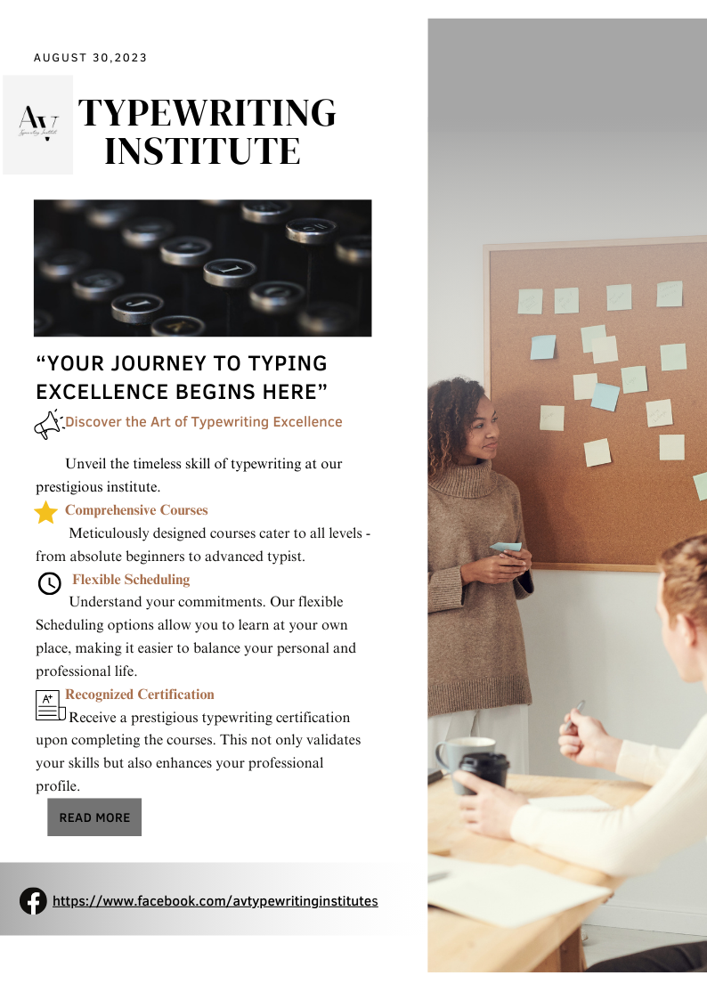 AUGUST 30,2023
AvT
TYPEWRITING
INSTITUTE
“YOUR JOURNEY TO TYPING
EXCELLENCE BEGINS HERE”
Discover the Art of Typewriting Excellence
Unveil the timeless skill of typewriting at our
prestigious institute.
Comprehensive Courses
Meticulously designed courses cater to all levels -
from absolute beginners to advanced typist.
Flexible Scheduling
Understand your commitments. Our flexible
Scheduling options allow you to learn at your own
place, making it easier to balance your personal and
professional life.
A+
Recognized Certification
Receive a prestigious typewriting certification
upon completing the courses. This not only validates
your skills but also enhances your professional
profile.
READ MORE
https://www.facebook.com/avtypewritinginstitutes